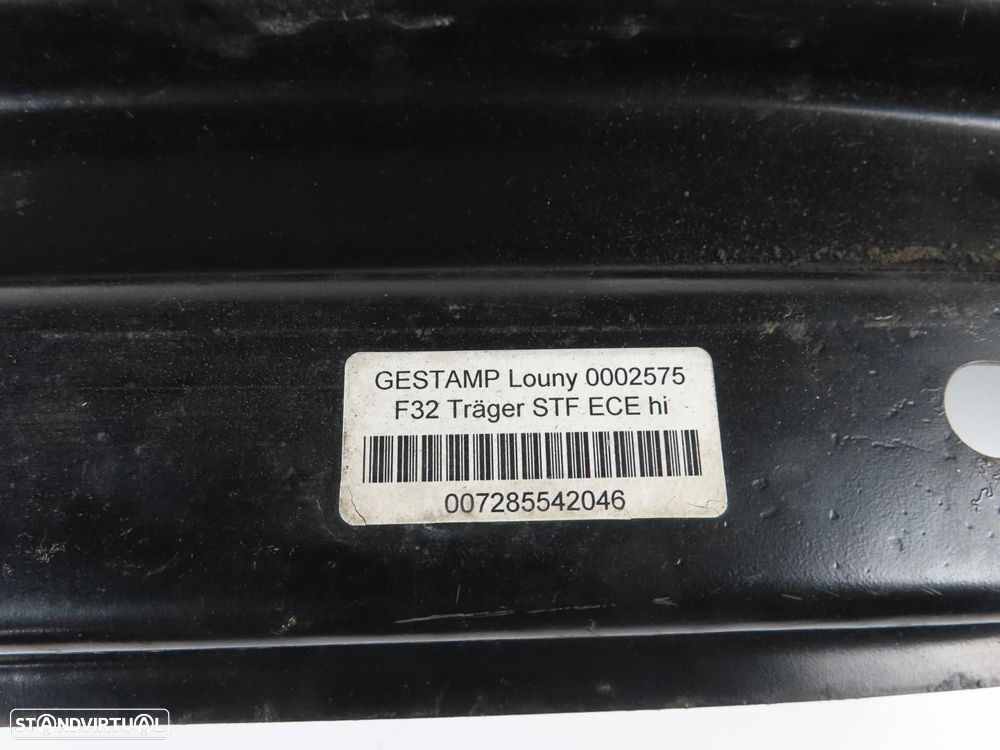 GESTAMP Louny 0002575
F32 Träger STF ECE hi
007285542046
STANDVIRTUAL